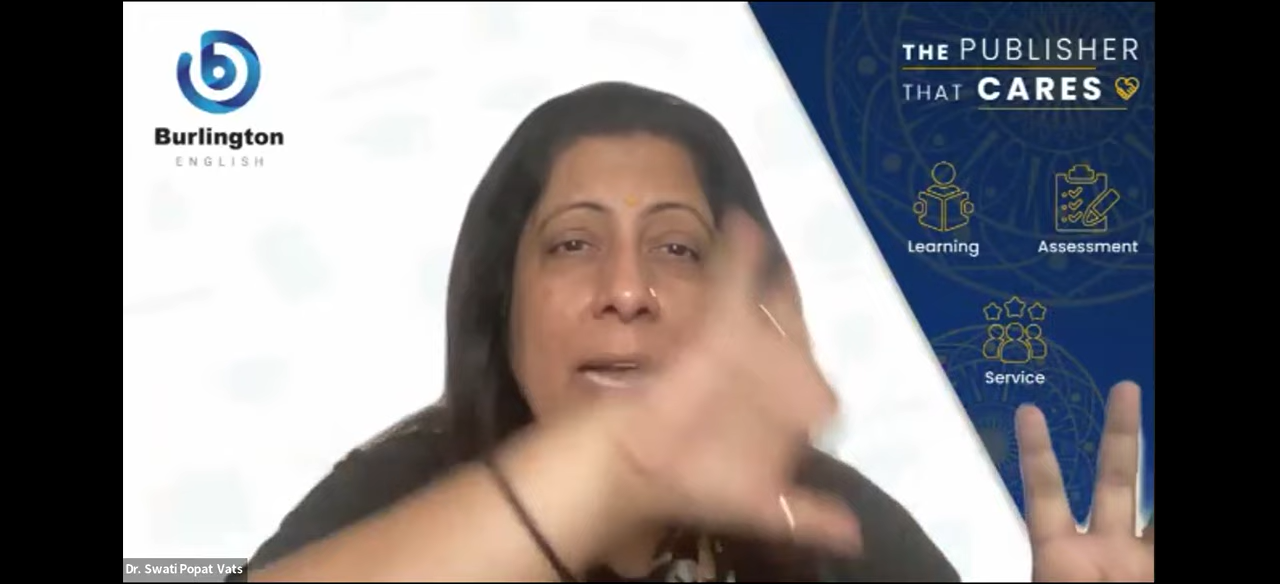 Burlington
ENGLISH
THE PUBLISHER
THAT CARES
Learning
Assessment
Service
Dr. Swati Popat Vats